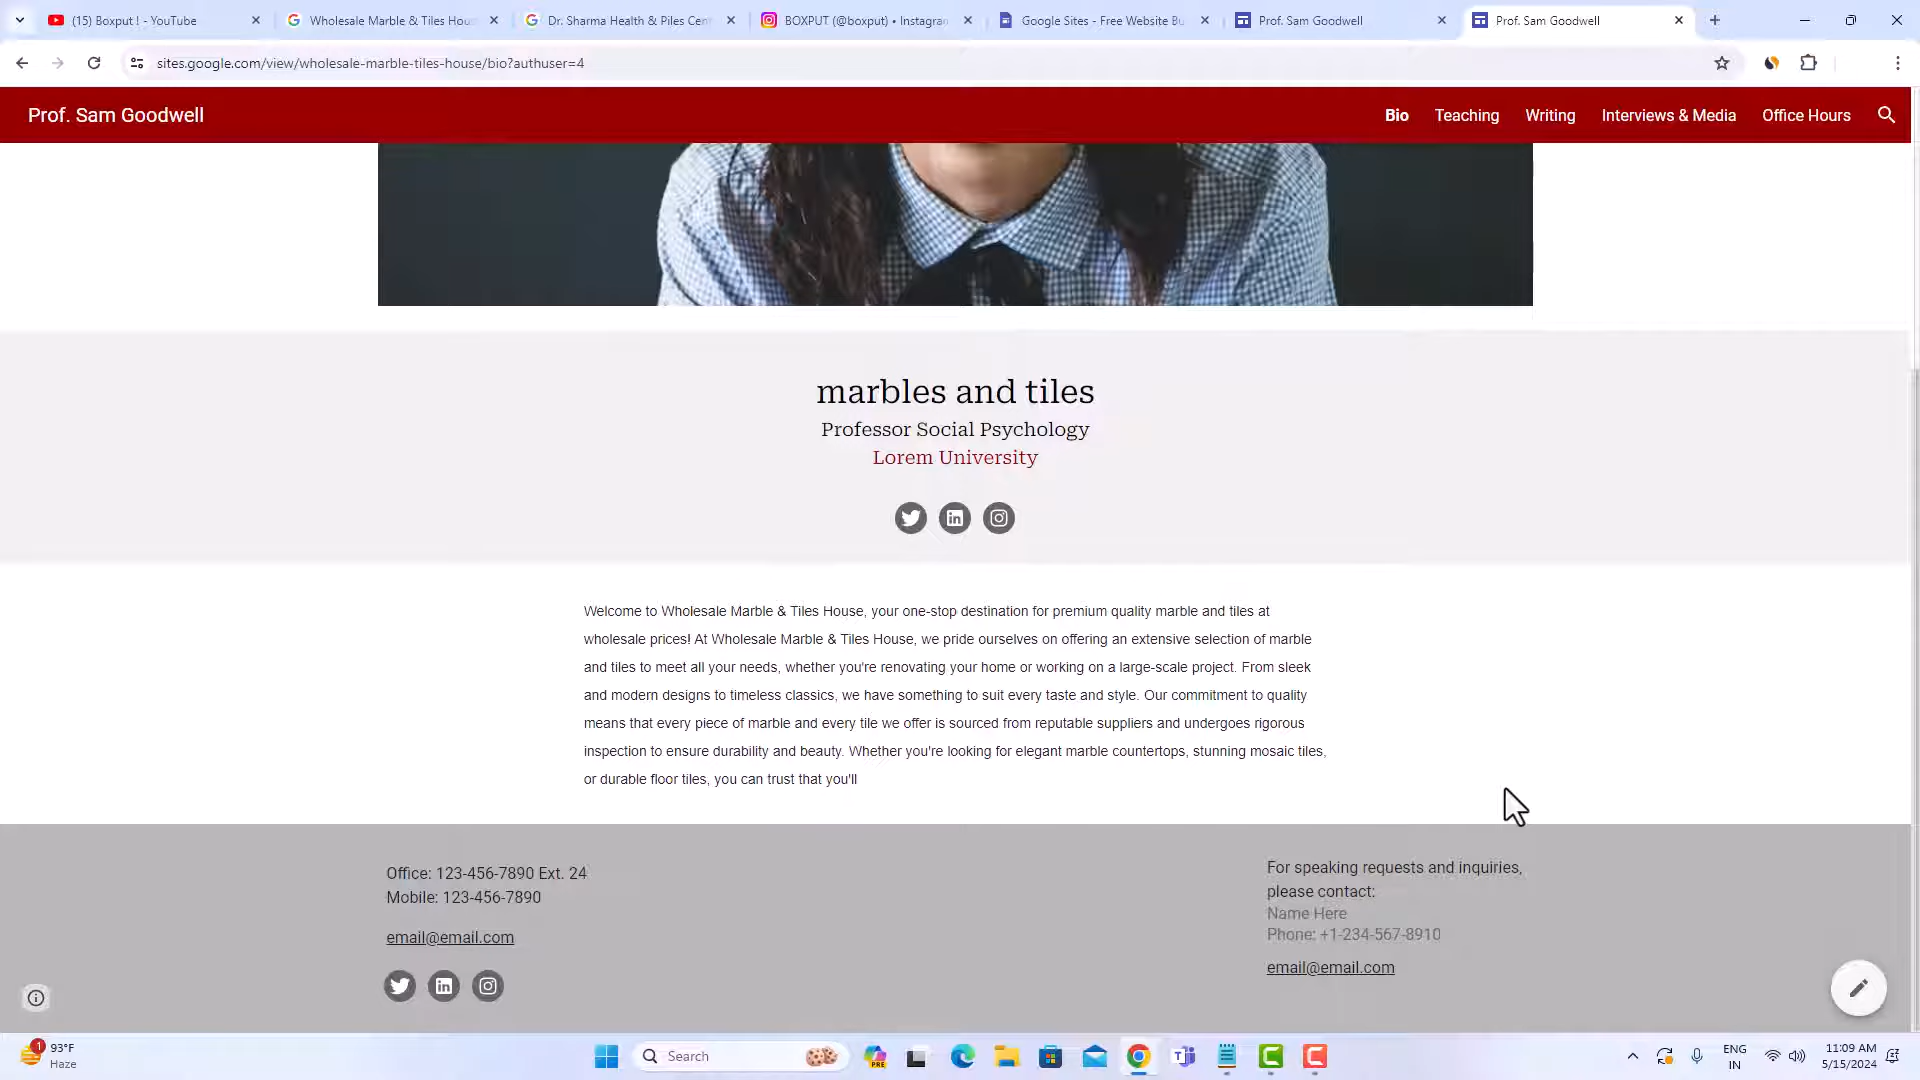 (15) Boxput ! - YouTube
Wholesale Marble & Tiles Hou
Dr. Sharma Health & Piles Cen
BOXPUT (@boxput) • Instagram
Google Sites - Free Website Bu
Prof. Sam Goodwell
Prof. Sam Goodwell
sites.google.com/view/wholesale-marble-tiles-house/bio?authuser=4
Prof. Sam Goodwell
Bio
Teaching
Writing
Interviews & Media
Office Hours
marbles and tiles
Professor Social Psychology
Lorem University
Welcome to Wholesale Marble & Tiles House, your one-stop destination for premium quality marble and tiles at
wholesale prices! At Wholesale Marble & Tiles House, we pride ourselves on offering an extensive selection of marble
and tiles to meet all your needs, whether you're renovating your home or working on a large-scale project. From sleek
and modern designs to timeless classics, we have something to suit every taste and style. Our commitment to quality
means that every piece of marble and every tile we offer is sourced from reputable suppliers and undergoes rigorous
inspection to ensure durability and beauty. Whether you're looking for elegant marble countertops, stunning mosaic tiles,
or durable floor tiles, you can trust that you'll
Office: 123-456-7890 Ext. 24
Mobile: 123-456-7890
email@email.com
For speaking requests and inquiries,
please contact:
Name Here
Phone: +1-234-567-8910
email@email.com
1
93°F
Haze
Search
PRE
ENG
IN
11:09 AM
5/15/2024